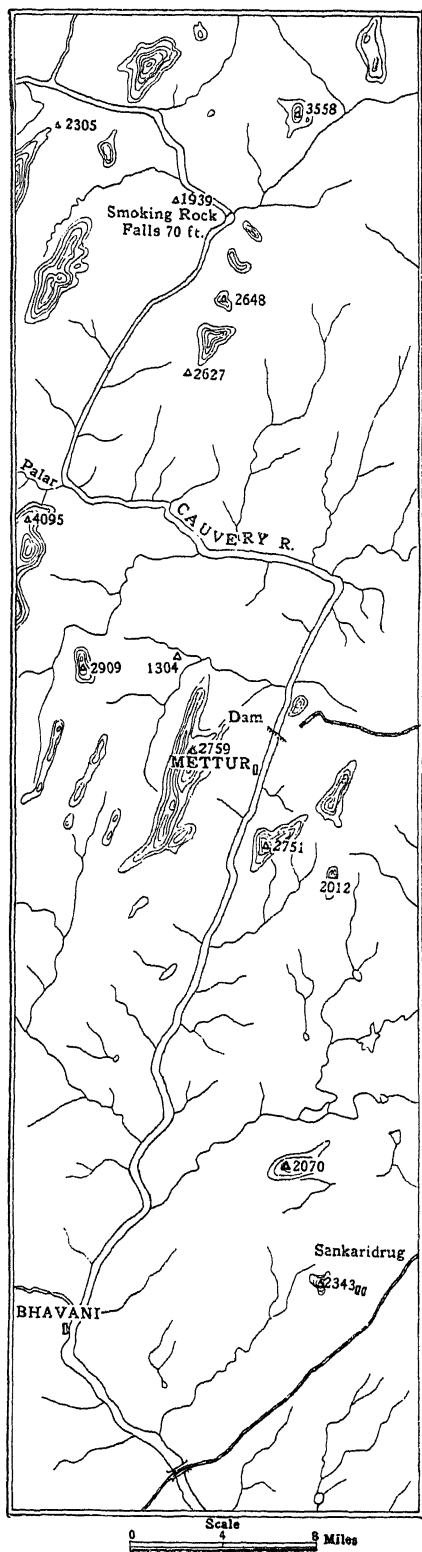 3558
2305
1939
Smoking Rock
Falls 70 ft.
2648
2627
Palar
4095
CAUVERY R.
2909
1304
Dam
2759
METTUR
2751
2012
2070
Sankaridrug
2343
BHAVANI
Scale
0 4 8 Miles